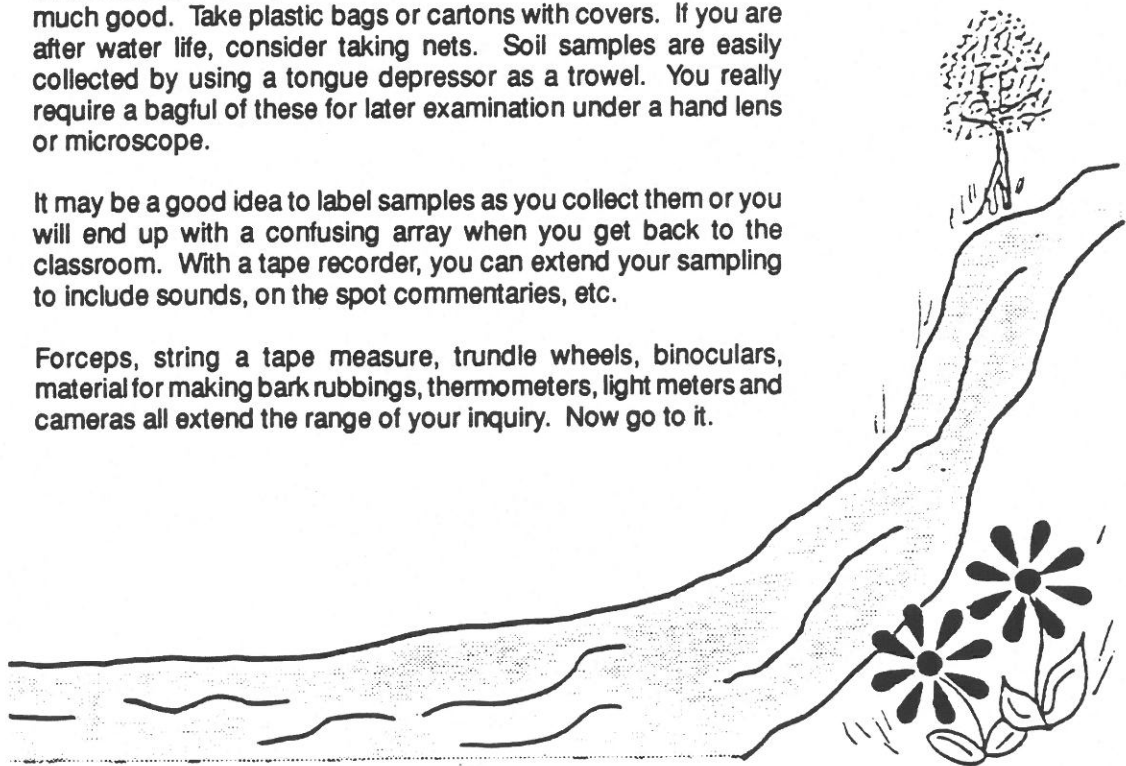 much good. Take plastic bags or cartons with covers. If you are
after water life, consider taking nets. Soil samples are easily
collected by using a tongue depressor as a trowel. You really
require a bagful of these for later examination under a hand lens
or microscope.
It may be a good idea to label samples as you collect them or you
will end up with a confusing array when you get back to the
classroom. With a tape recorder, you can extend your sampling
to include sounds, on the spot commentaries, etc.
Forceps, string a tape measure, trundle wheels, binoculars,
material for making bark rubbings, thermometers, light meters and
cameras all extend the range of your inquiry. Now go to it.